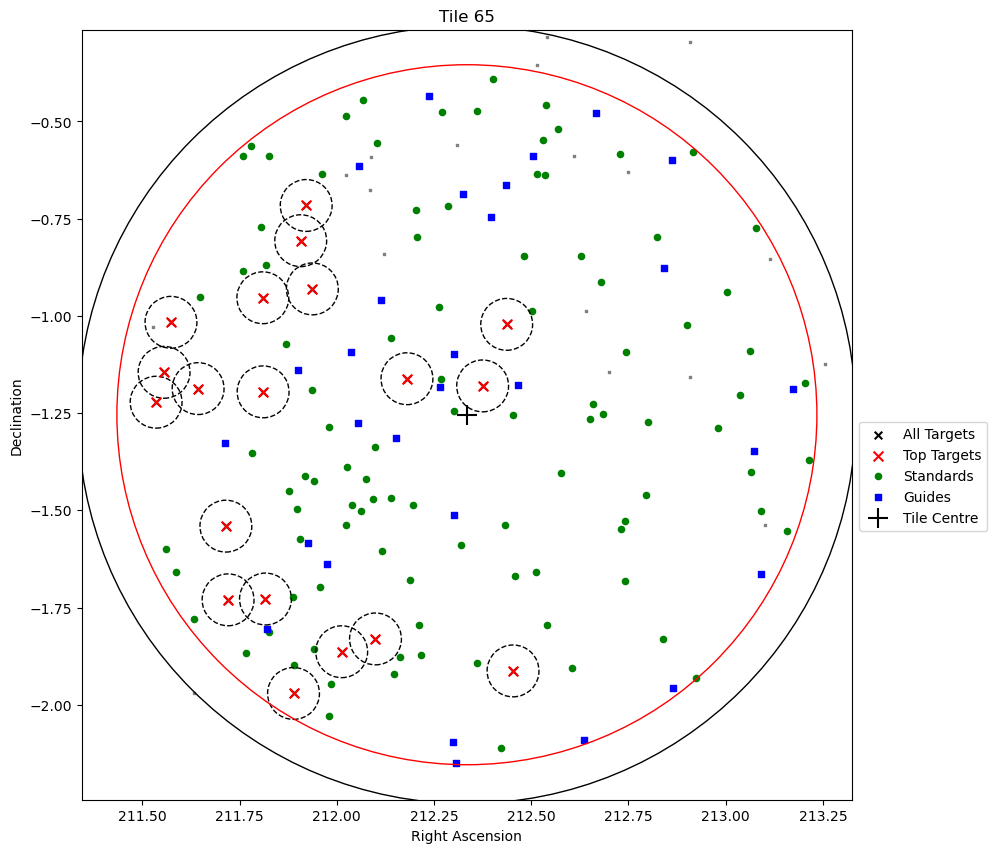 Tile 65
Declination
−0.50
−0.75
−1.00
−1.25
−1.50
−1.75
−2.00
211.50 211.75 212.00 212.25 212.50 212.75 213.00 213.25
Right Ascension
All Targets
Top Targets
Standards
Guides
Tile Centre